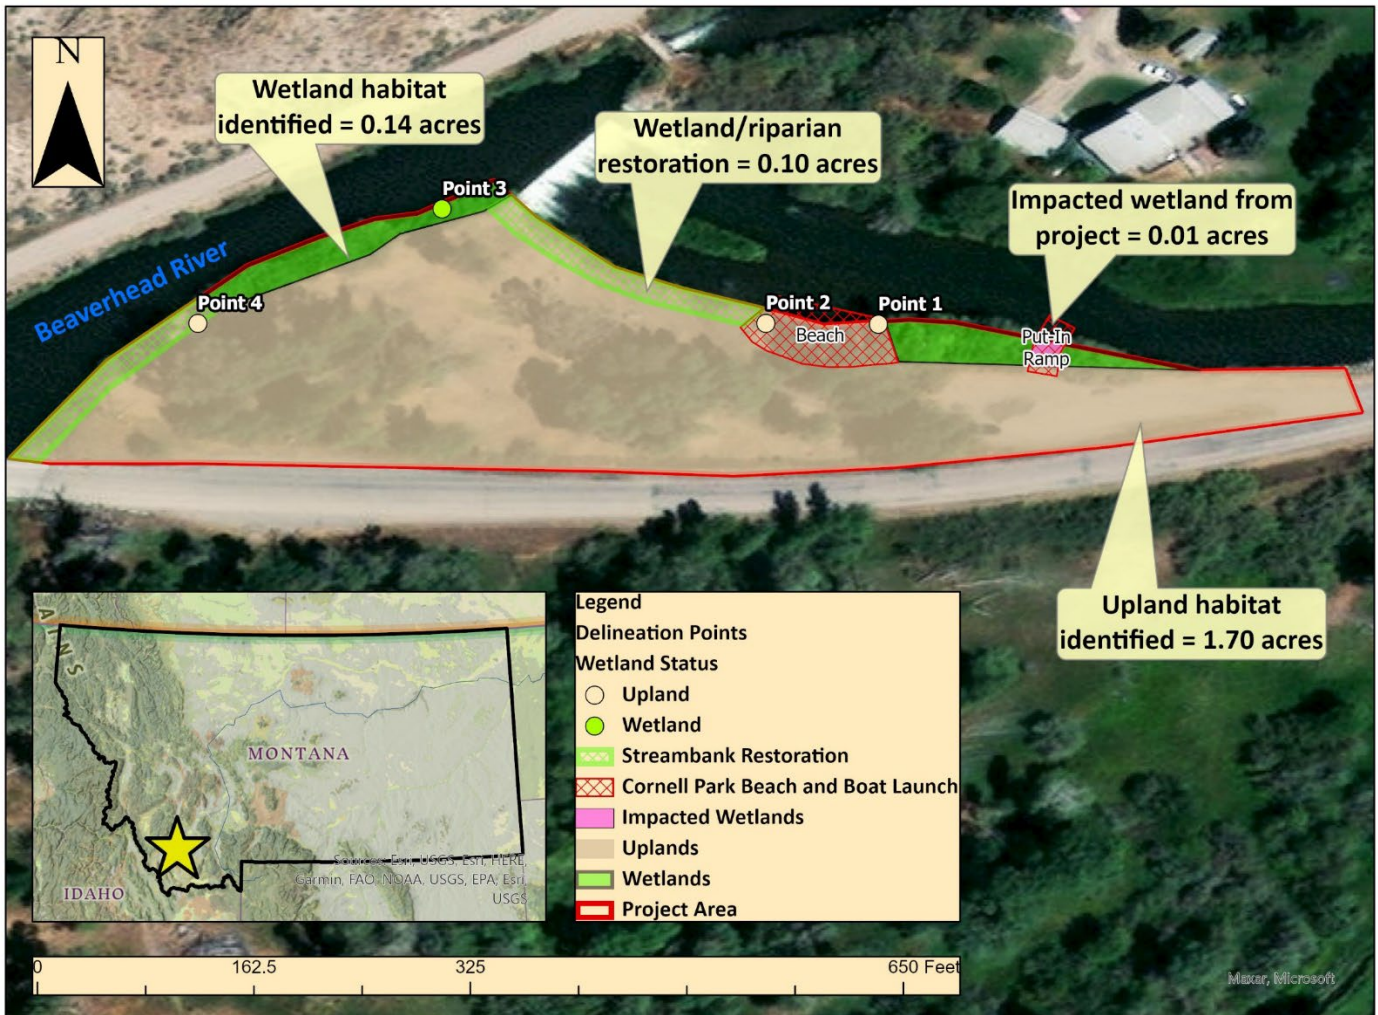 N
Wetland habitat
identified = 0.14 acres
Wetland/riparian
restoration = 0.10 acres
Impacted wetland from
project = 0.01 acres
Point 3
Beaverhead River
Point 4
Point 2
Point 1
Beach
Put-In
Ramp
Upland habitat
identified = 1.70 acres
AINS
MONTANA
IDAHO
Sources: Esri, USGS, Esri, HERE,
Garmin, FAO, NOAA, USGS, EPA, Esri,
USGS
Legend
Delineation Points
Wetland Status
Upland
Wetland
Streambank Restoration
Cornell Park Beach and Boat Launch
Impacted Wetlands
Uplands
Wetlands
Project Area
0 162.5 325 650 Feet
Maxar, Microsoft